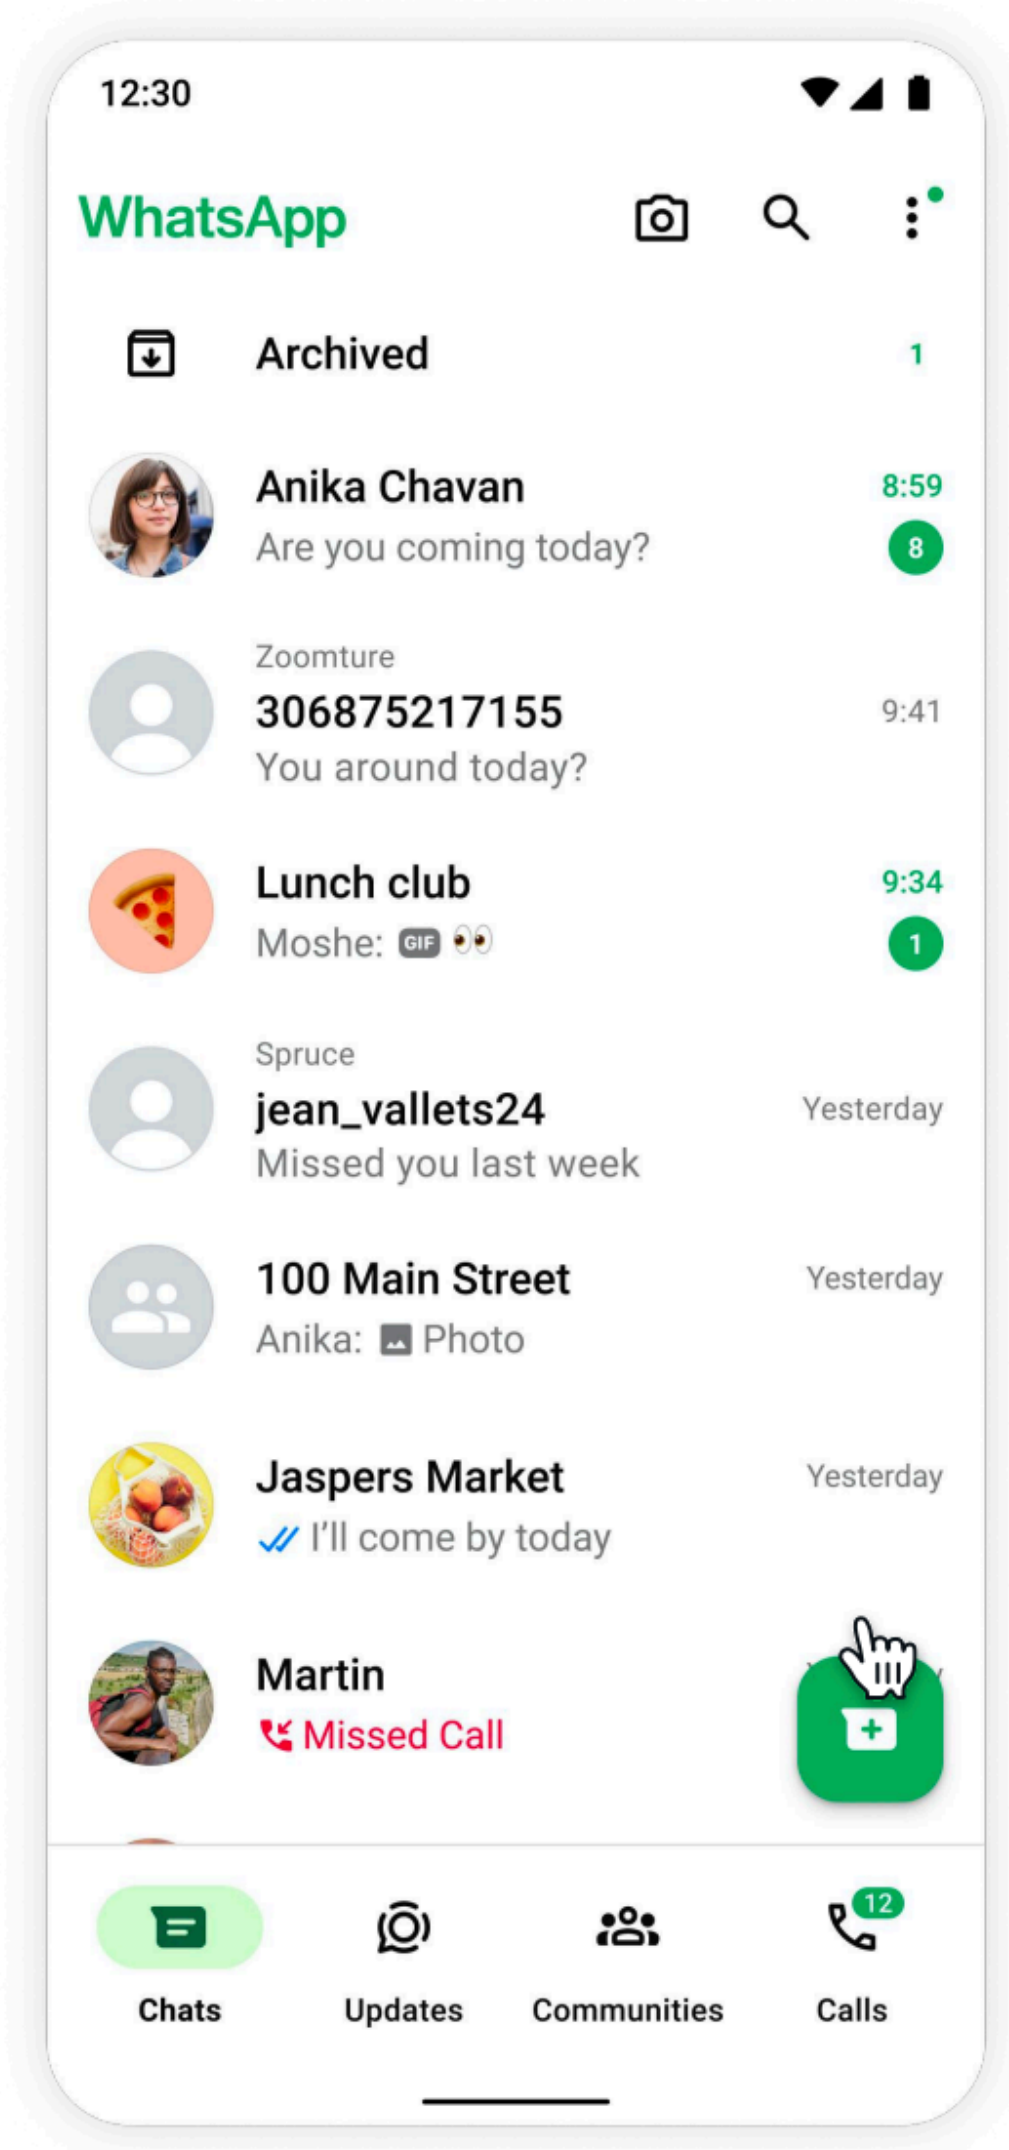 12:30
WhatsApp
Archived
1
Anika Chavan
8:59
Are you coming today?
8
Zoomture
306875217155
9:41
You around today?
Lunch club
9:34
Moshe: GIF 👀
1
Spruce
jean_vallets24
Yesterday
Missed you last week
100 Main Street
Yesterday
Anika: Photo
Jaspers Market
Yesterday
I'll come by today
Martin
Missed Call
12
Chats
Updates
Communities
Calls